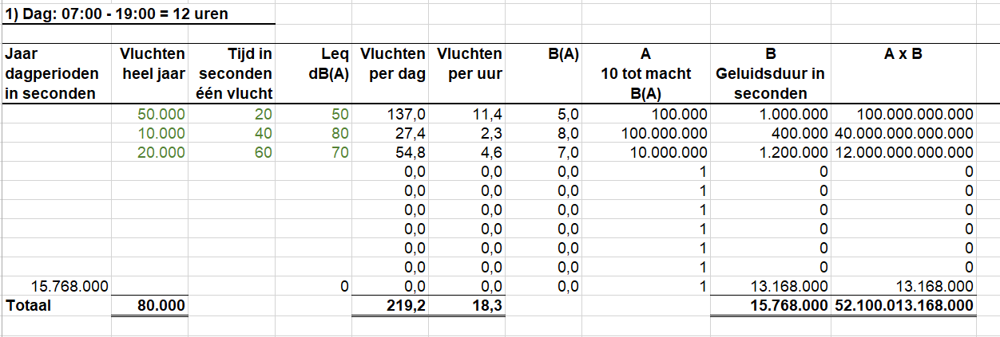 1) Dag: 07:00 - 19:00 = 12 uren
Jaar Vluchten Tijd in Leq Vluchten Vluchten B(A) A B A x B
dagperioden heel jaar seconden dB(A) per dag per uur 10 tot macht Geluidsduur in
in seconden één vlucht B(A) seconden
50.000 20 50 137,0 11,4 5,0 100.000 1.000.000 100.000.000.000
10.000 40 80 27,4 2,3 8,0 100.000.000 400.000 40.000.000.000.000
20.000 60 70 54,8 4,6 7,0 10.000.000 1.200.000 12.000.000.000.000
0,0 0,0 0,0 1 0 0
0,0 0,0 0,0 1 0 0
0,0 0,0 0,0 1 0 0
0,0 0,0 0,0 1 0 0
0,0 0,0 0,0 1 0 0
0,0 0,0 0,0 1 0 0
15.768.000 0 0,0 0,0 0,0 1 13.168.000 13.168.000
Totaal 80.000 219,2 18,3 15.768.000 52.100.013.168.000